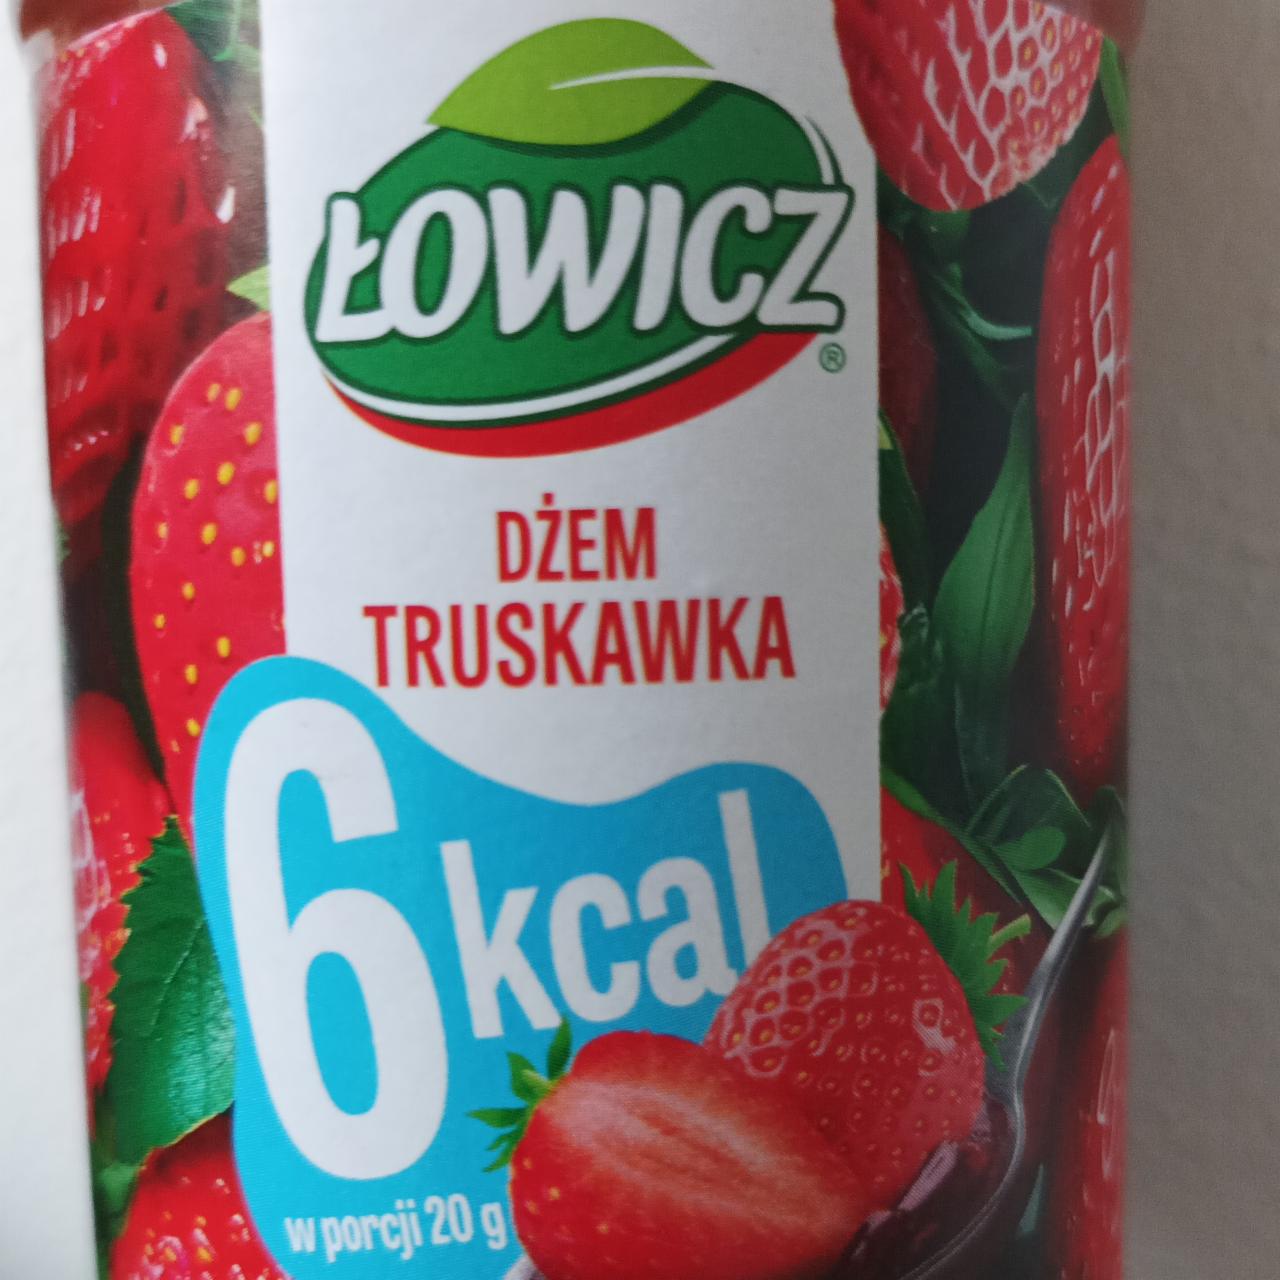 ŁOWICZ
®
DŻEM
TRUSKAWKA
6 kcal
w porcji 20 g